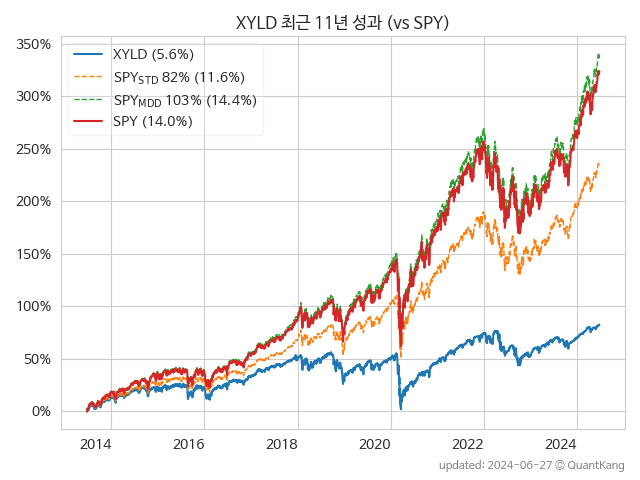 XYLD 최근 11년 성과 (vs SPY)
350%
300%
250%
200%
150%
100%
50%
0%
XYLD (5.6%)
SPY_STD 82% (11.6%)
SPY_MDD 103% (14.4%)
SPY (14.0%)
2014 2016 2018 2020 2022 2024
updated: 2024-06-27 © QuantKang